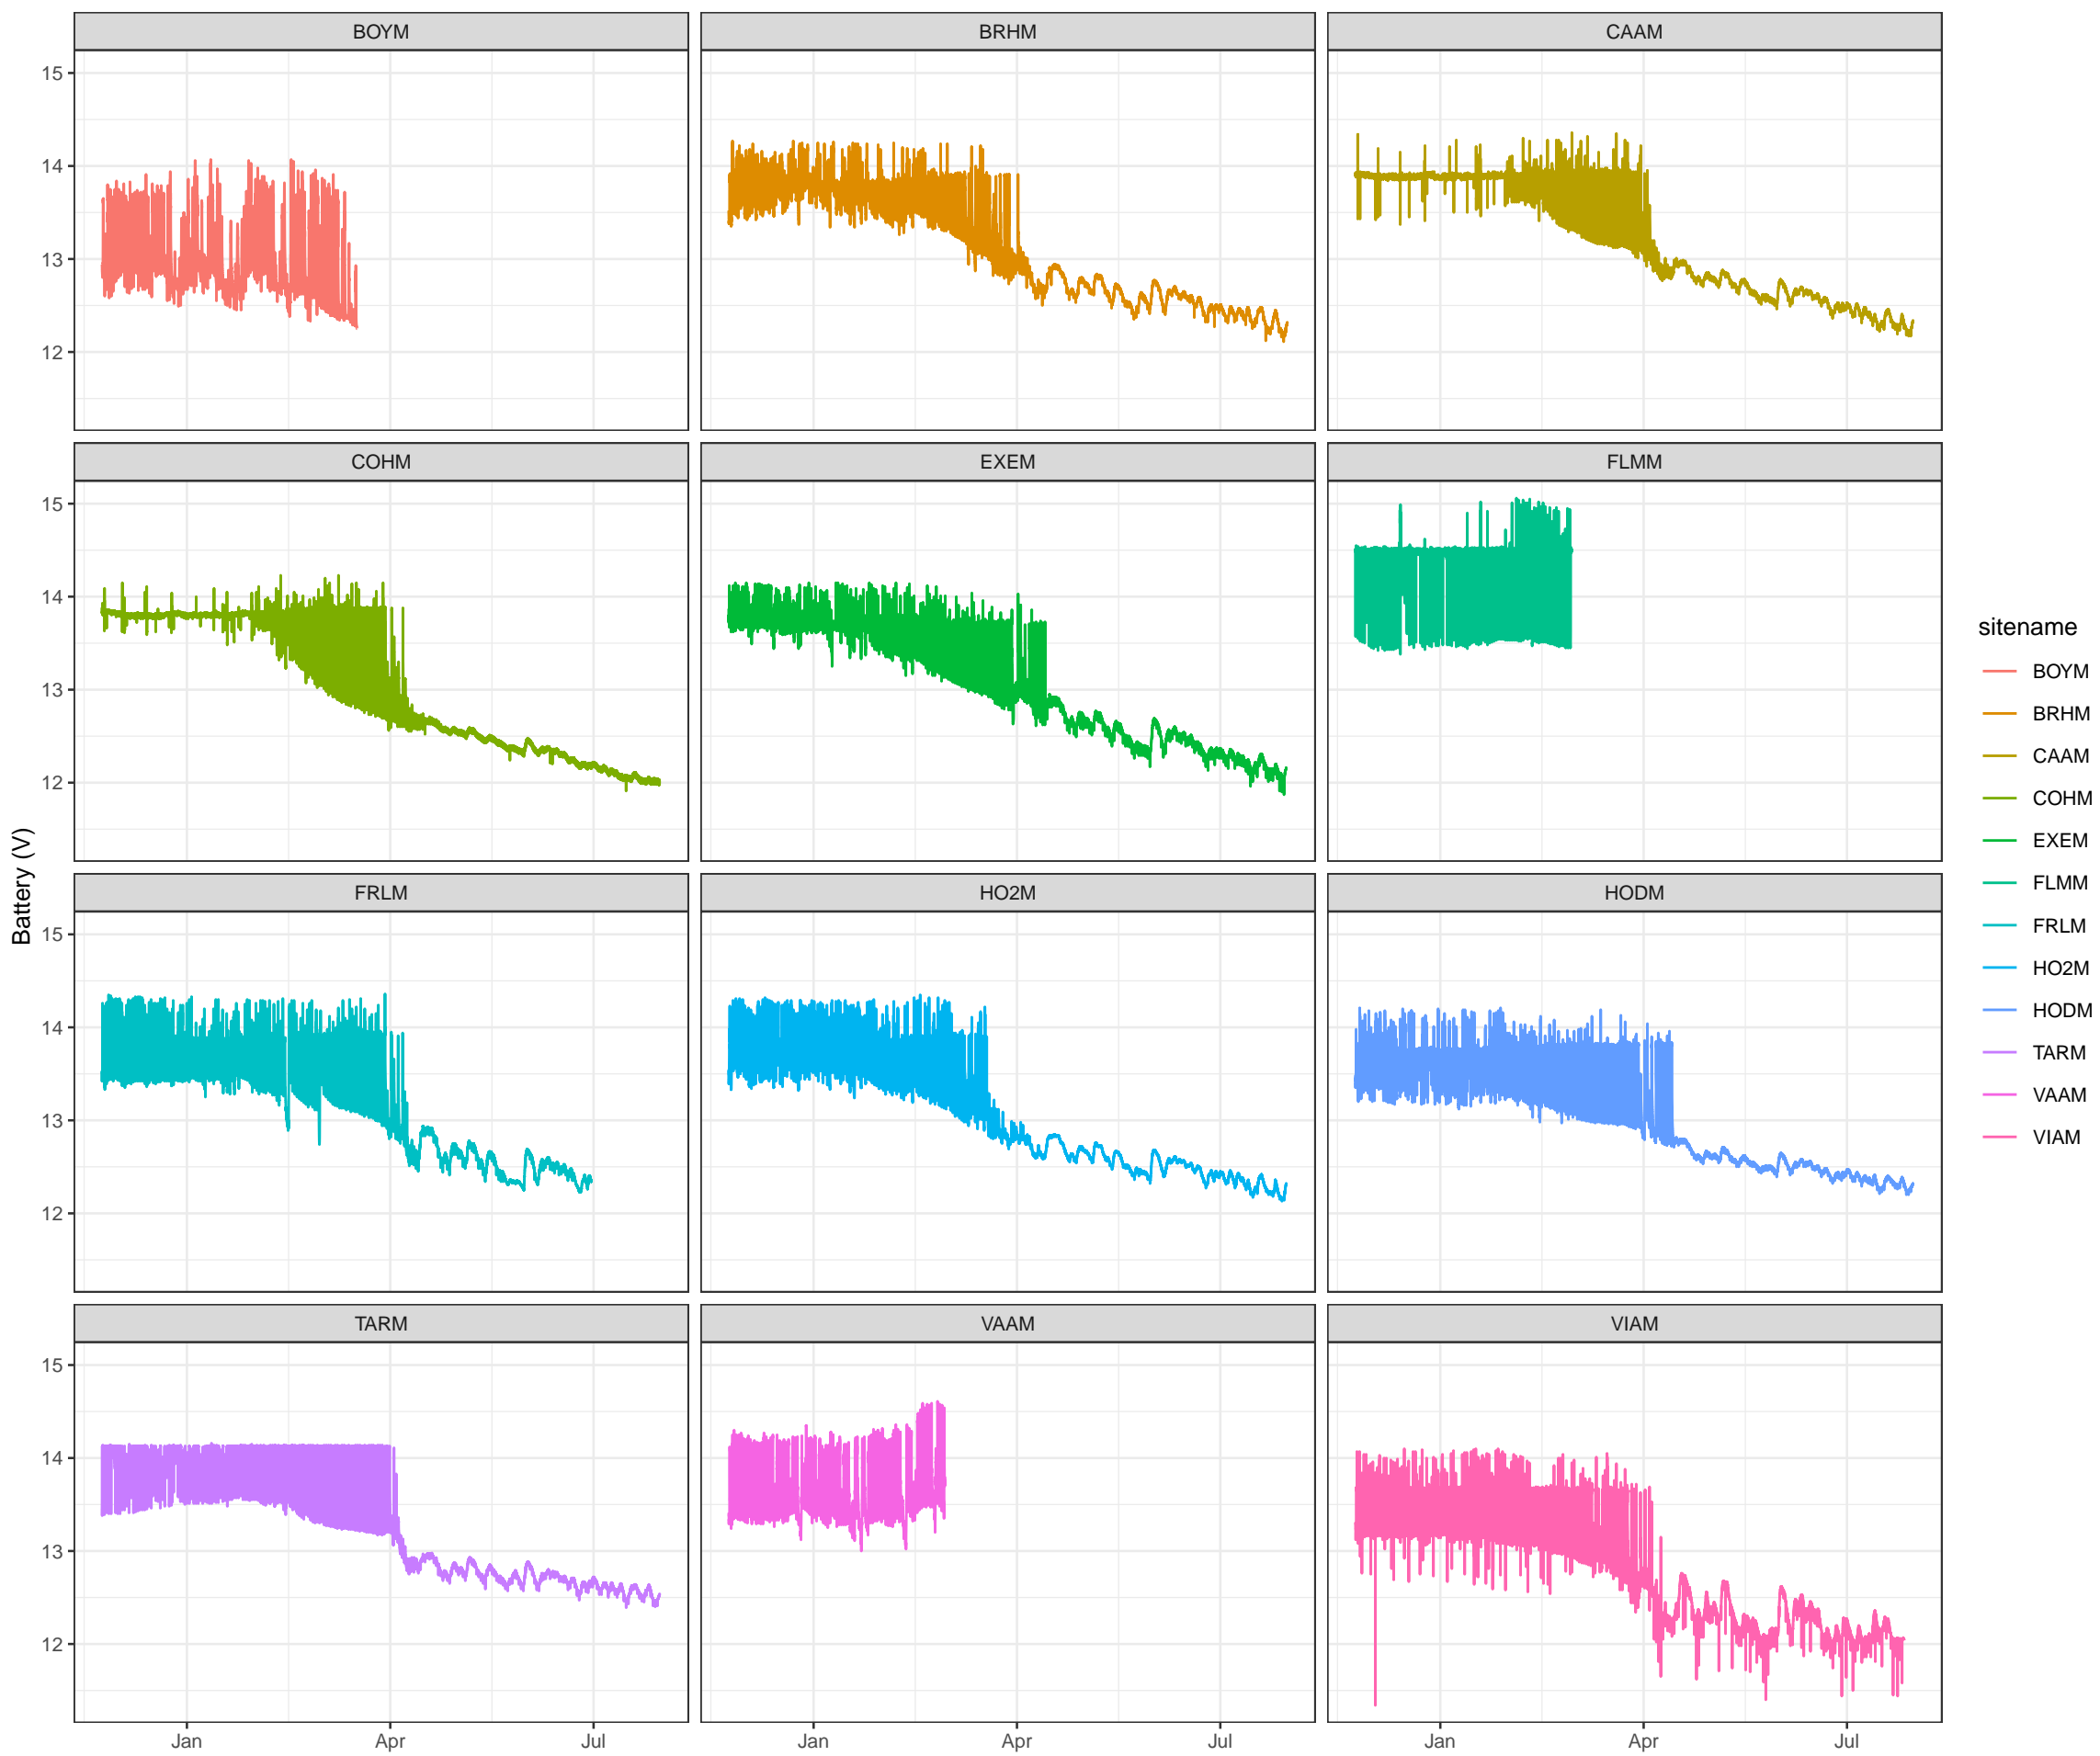 BOYM
BRHM
CAAM
15
14
13
12
COHM
EXEM
FLMM
15
14
13
12
FRLM
HO2M
HODM
15
14
13
12
TARM
VAAM
VIAM
15
14
13
12
Jan
Apr
Jul
Jan
Apr
Jul
Jan
Apr
Jul
Battery (V)
sitename
BOYM
BRHM
CAAM
COHM
EXEM
FLMM
FRLM
HO2M
HODM
TARM
VAAM
VIAM